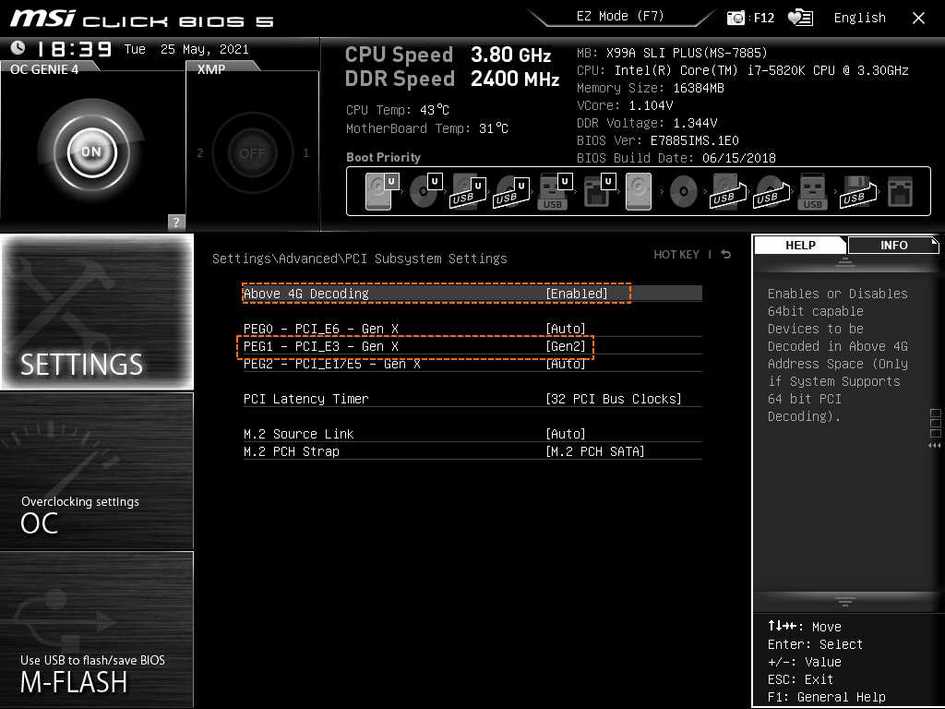 msi CLICK BIOS 5
EZ Mode (F7)
: F12
English
X
18:39 Tue 25 May, 2021
OC GENIE 4
XMP
ON
2 OFF 1
?
CPU Speed 3.80 GHz
DDR Speed 2400 MHz
CPU Temp: 43°C
MotherBoard Temp: 31°C
MB: X99A SLI PLUS(MS-7885)
CPU: Intel(R) Core(TM) i7-5820K CPU @ 3.30GHz
Memory Size: 16384MB
VCore: 1.104V
DDR Voltage: 1.344V
BIOS Ver: E7885IMS.1E0
BIOS Build Date: 06/15/2018
Boot Priority
U U U U U U
USB USB USB USB USB USB USB
SETTINGS
Overclocking settings
OC
Use USB to flash/save BIOS
M-FLASH
Settings\Advanced\PCI Subsystem Settings
HOT KEY |
Above 4G Decoding [Enabled]
PEG0 - PCI_E6 - Gen X [Auto]
PEG1 - PCI_E3 - Gen X [Gen2]
PEG2 - PCI_E1/E5 - Gen X [Auto]
PCI Latency Timer [32 PCI Bus Clocks]
M.2 Source Link [Auto]
M.2 PCH Strap [M.2 PCH SATA]
HELP
INFO
Enables or Disables
64bit capable
Devices to be
Decoded in Above 4G
Address Space (Only
if System Supports
64 bit PCI
Decoding).
↑↓→←: Move
Enter: Select
+/-: Value
ESC: Exit
F1: General Help